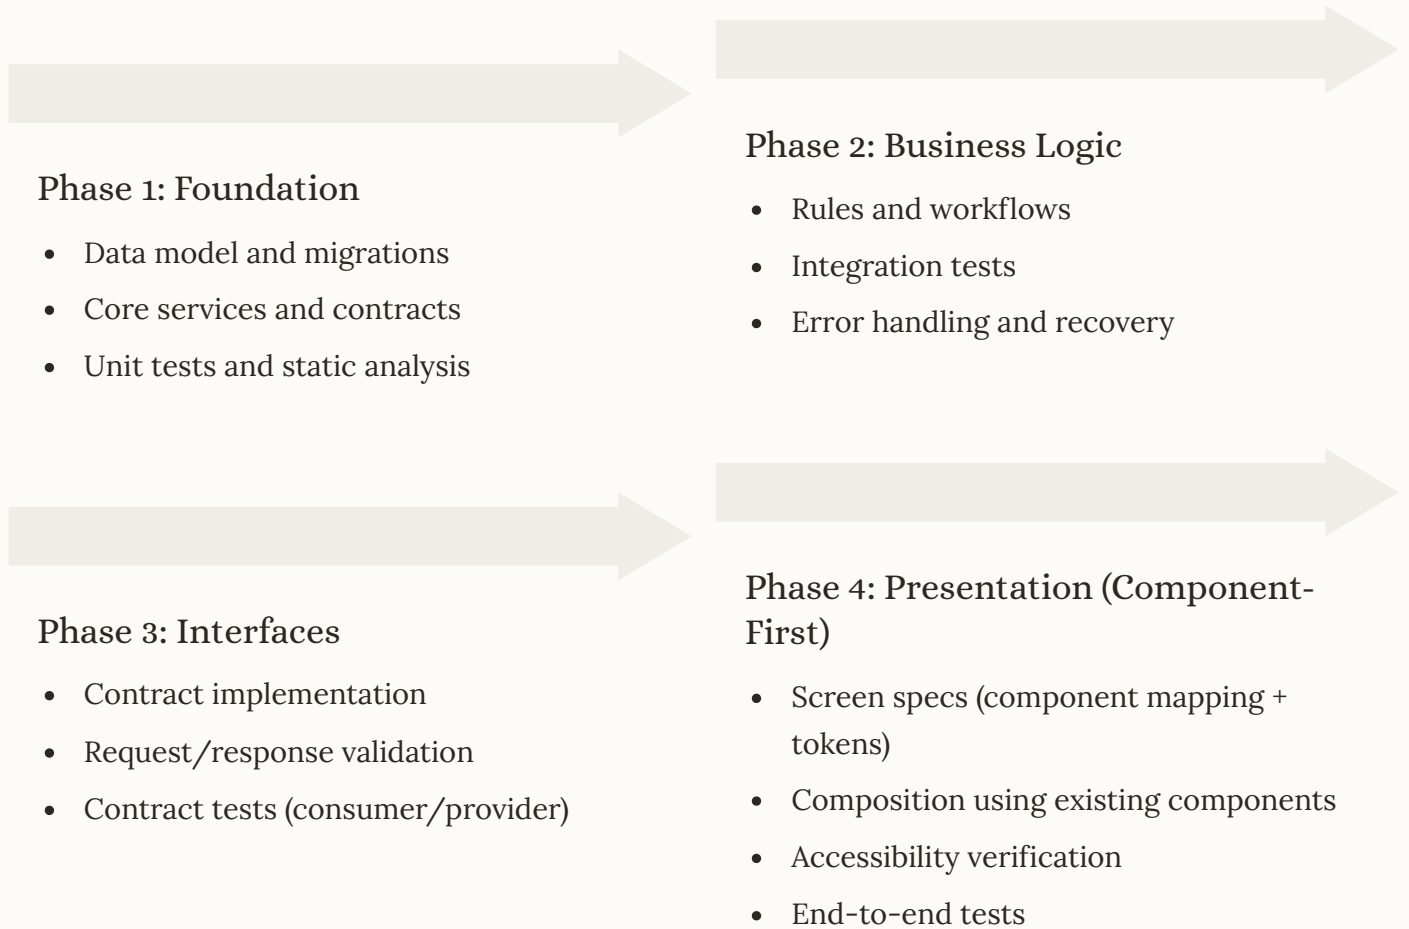 Phase 1: Foundation
• Data model and migrations
• Core services and contracts
• Unit tests and static analysis
Phase 2: Business Logic
• Rules and workflows
• Integration tests
• Error handling and recovery
Phase 3: Interfaces
• Contract implementation
• Request/response validation
• Contract tests (consumer/provider)
Phase 4: Presentation (Component-
First)
• Screen specs (component mapping +
tokens)
• Composition using existing components
• Accessibility verification
• End-to-end tests